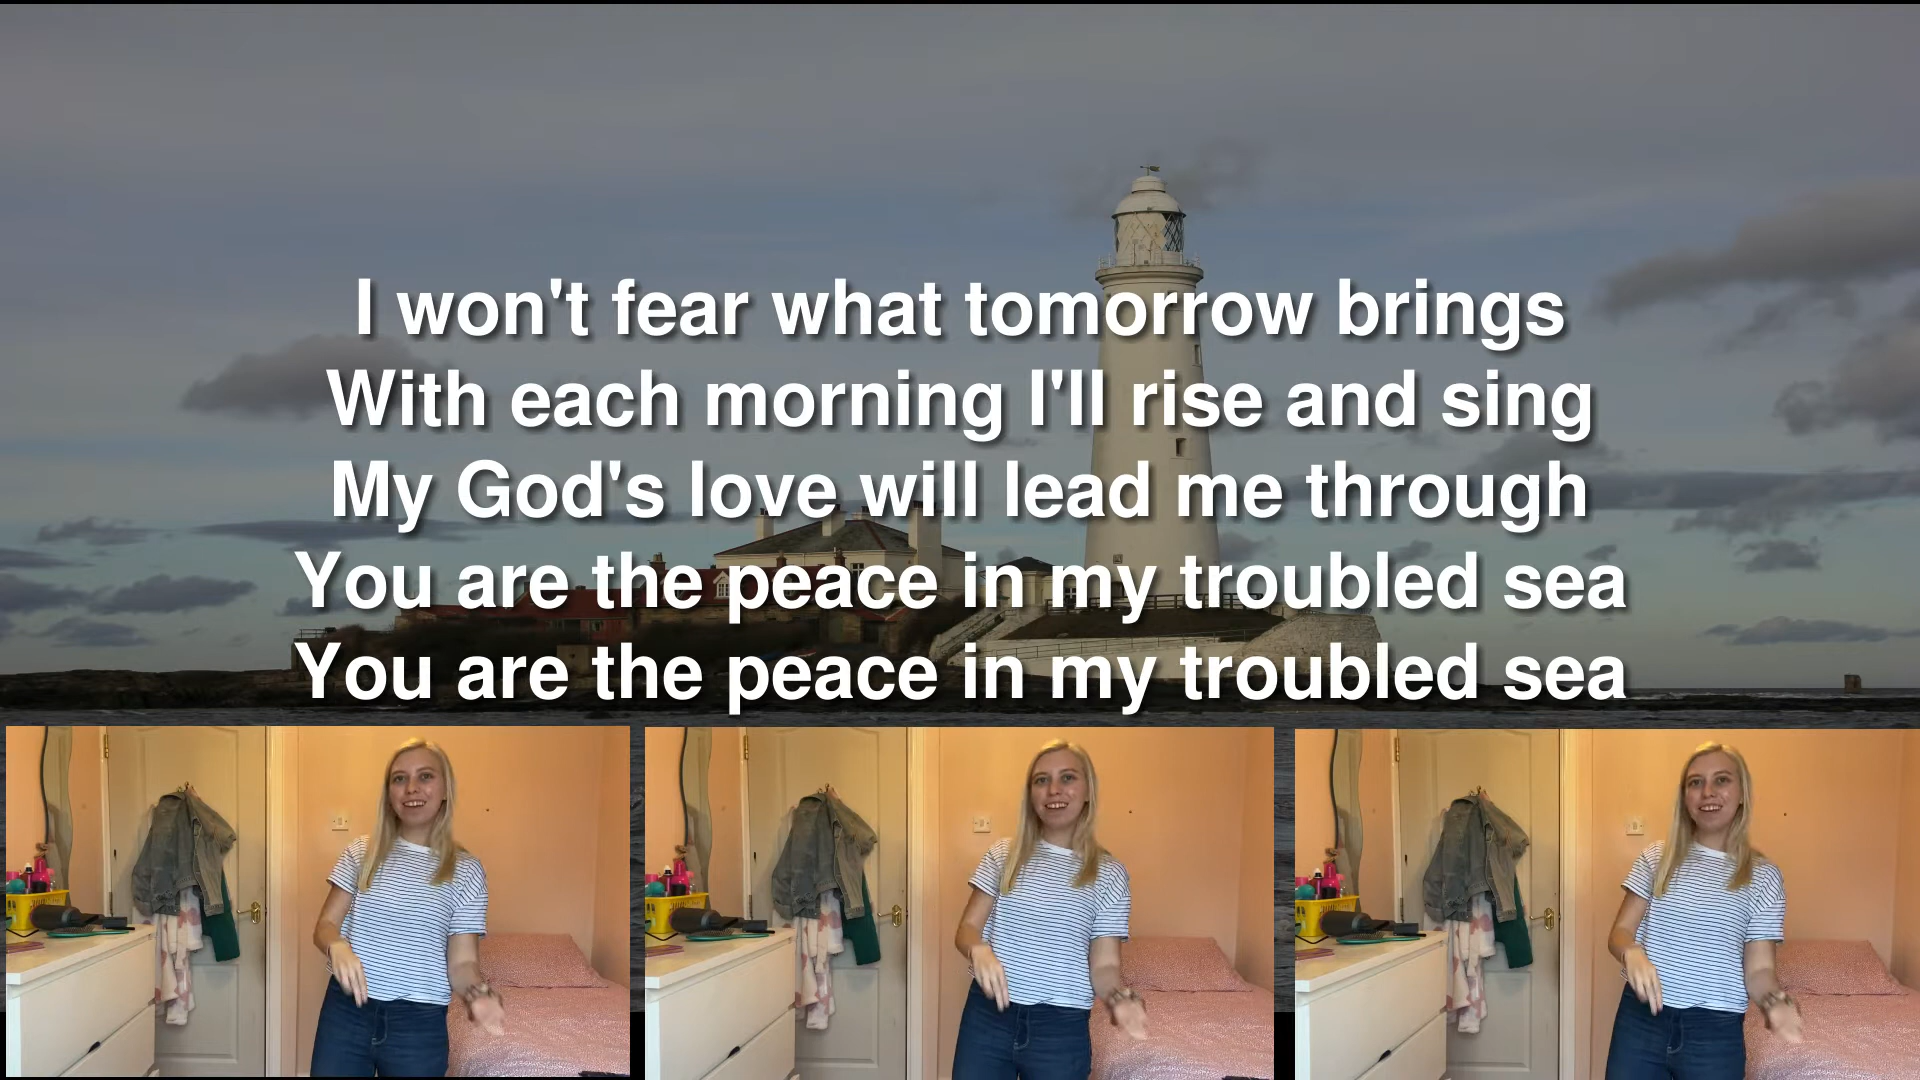 I won't fear what tomorrow brings
With each morning I'll rise and sing
My God's love will lead me through
You are the peace in my troubled sea
You are the peace in my troubled sea